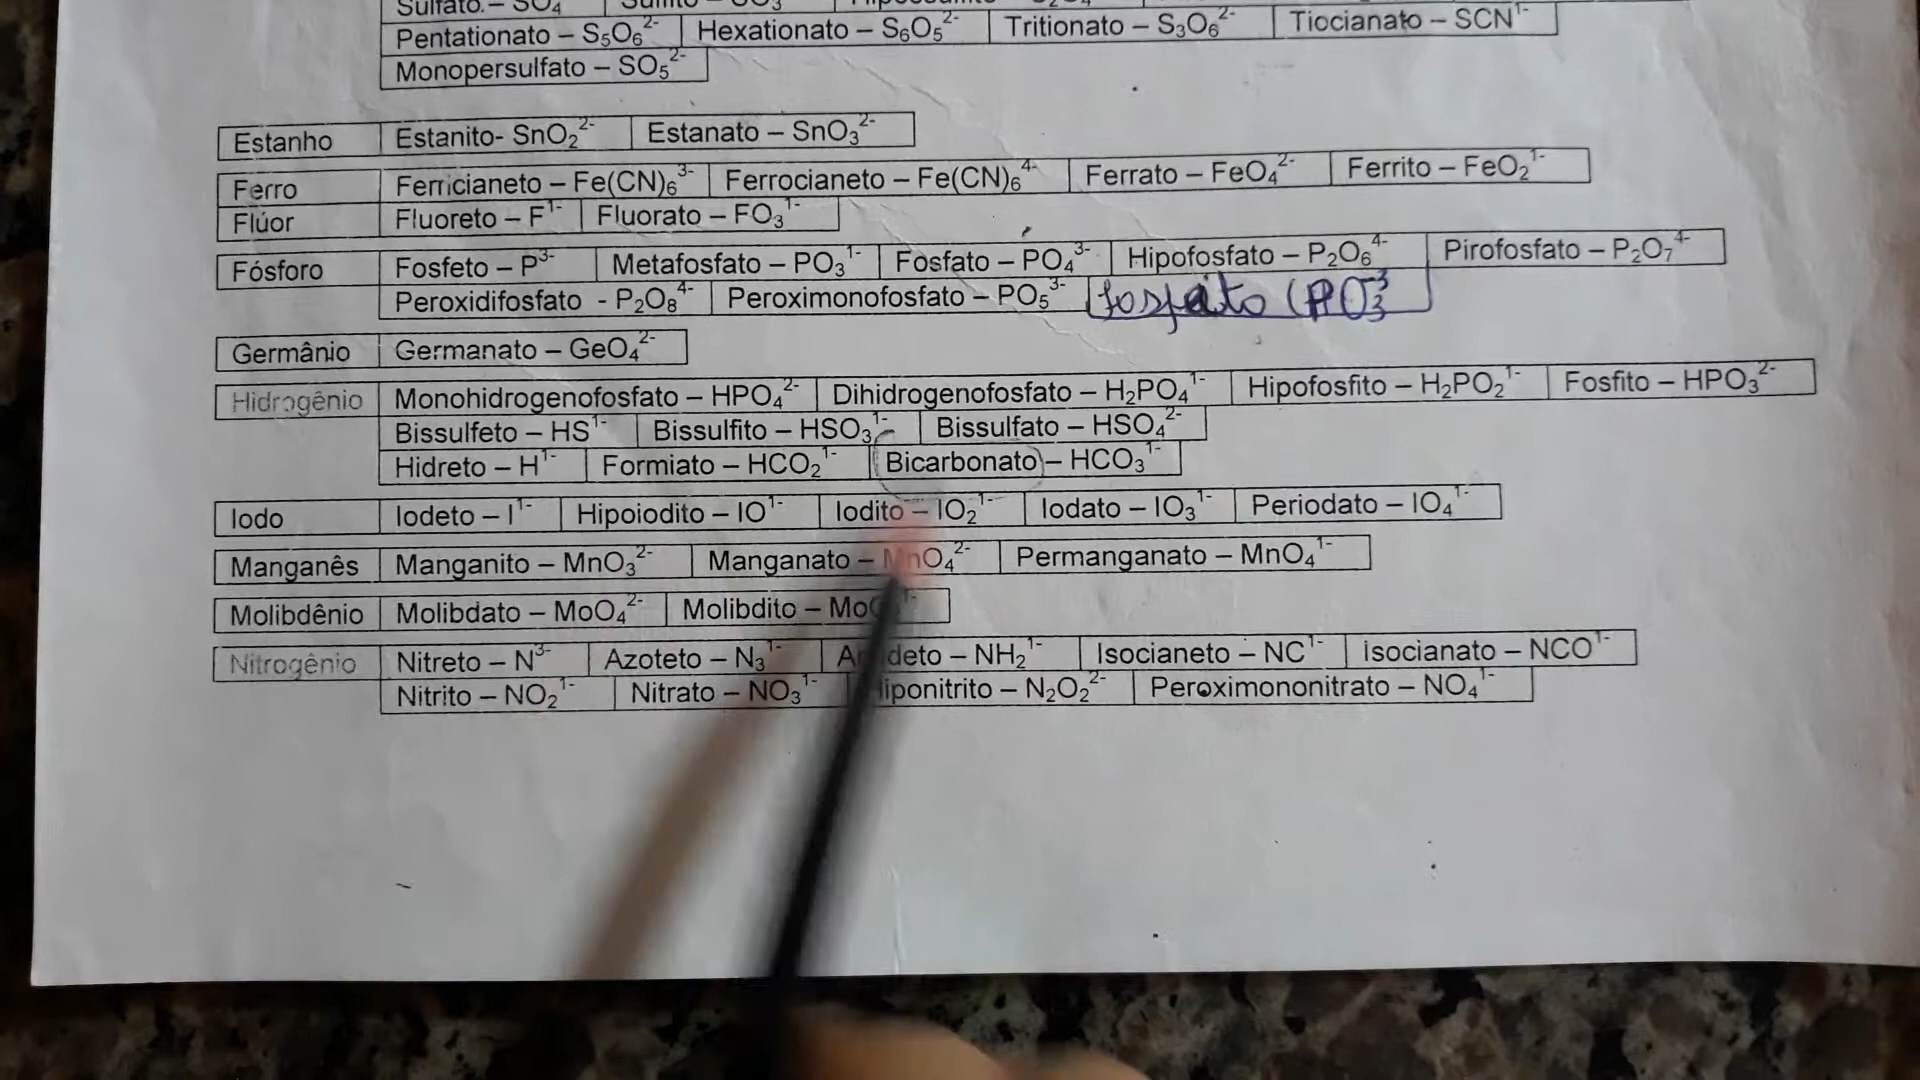 Sulfato – SO4
Pentationato – S5O6 2- Hexationato – S6O5 2- Tritionato – S3O6 2- Tiocianato – SCN 1-
Monopersulfato – SO5 2-
Estanho Estanito- SnO2 2- Estanato – SnO3 2-
Ferro Ferricianeto – Fe(CN)6 3- Ferrocianeto – Fe(CN)6 4- Ferrato – FeO4 2- Ferrito – FeO2 1-
Flúor Fluoreto – F 1- Fluorato – FO3 1-
Fósforo Fosfeto – P 3- Metafosfato – PO3 1- Fosfato – PO4 3- Hipofosfato – P2O6 4- Pirofosfato – P2O7 4-
Peroxidifosfato - P2O8 4- Peroximonofosfato – PO5 3-
Germânio Germanato – GeO4 2-
Hidrogênio Monohidrogenofosfato – HPO4 2- Dihidrogenofosfato – H2PO4 1- Hipofosfito – H2PO2 1- Fosfito – HPO3 2-
Bissulfeto – HS 1- Bissulfito – HSO3 1- Bissulfato – HSO4 2-
Hidreto – H 1- Formiato – HCO2 1- Bicarbonato – HCO3 1-
Iodo Iodeto – I 1- Hipoiodito – IO 1- Iodito – IO2 1- Iodato – IO3 1- Periodato – IO4 1-
Manganês Manganito – MnO3 2- Manganato – MnO4 2- Permanganato – MnO4 1-
Molibdênio Molibdato – MoO4 2- Molibdito –
Nitrogênio Nitreto – N 3- Azoteto – N3 1- NH2 1- Isocianeto – NC 1- isocianato – NCO 1-
Nitrito – NO2 1- Nitrato – NO3 1- N2O2 2- Peroximononitrato – NO4 1-